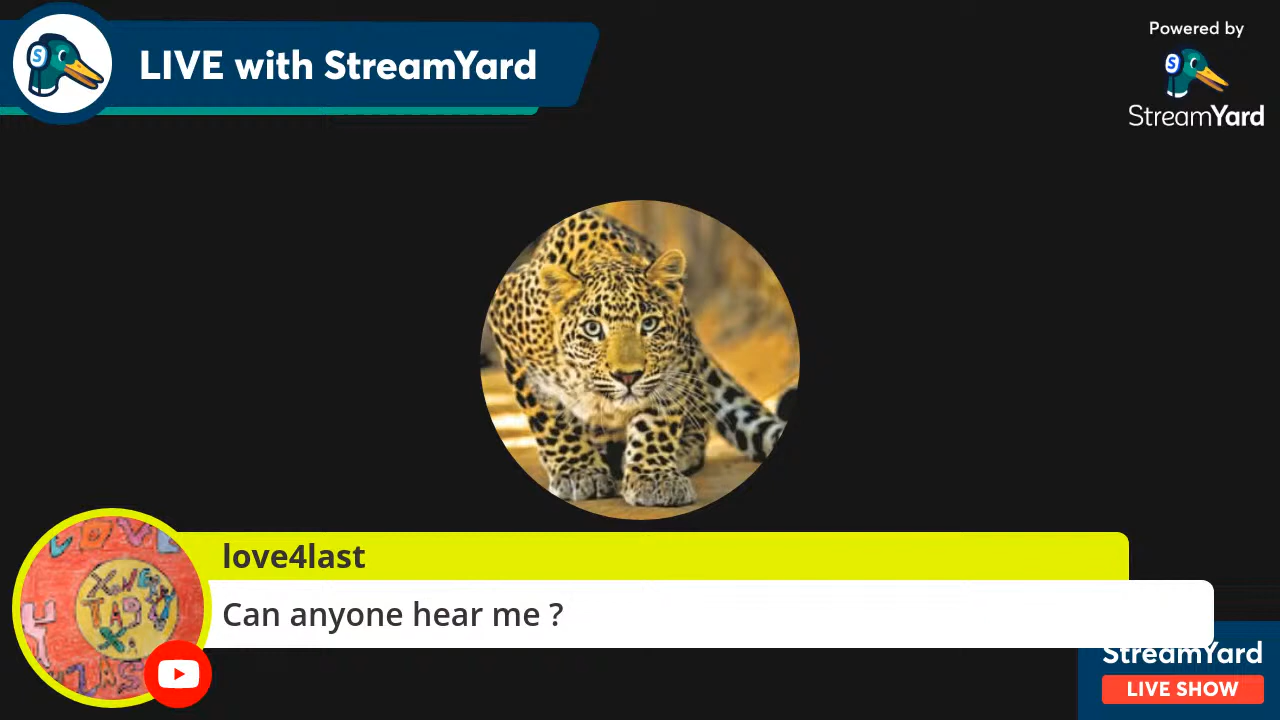 LIVE with StreamYard
Powered by
StreamYard
love4last
Can anyone hear me ?
StreamYard
LIVE SHOW